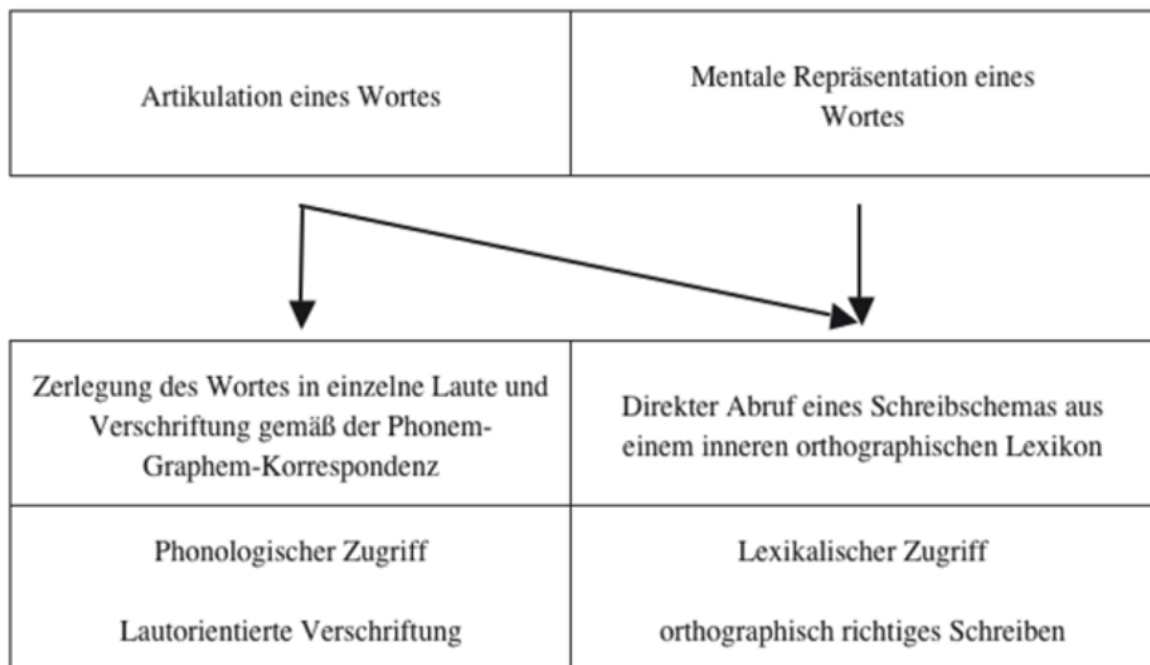 Artikulation eines Wortes
Mentale Repräsentation eines
Wortes
Zerlegung des Wortes in einzelne Laute und
Verschriftung gemäß der Phonem-
Graphem-Korrespondenz
Direkter Abruf eines Schreibschemas aus
einem inneren orthographischen Lexikon
Phonologischer Zugriff
Lautorientierte Verschriftung
Lexikalischer Zugriff
orthographisch richtiges Schreiben